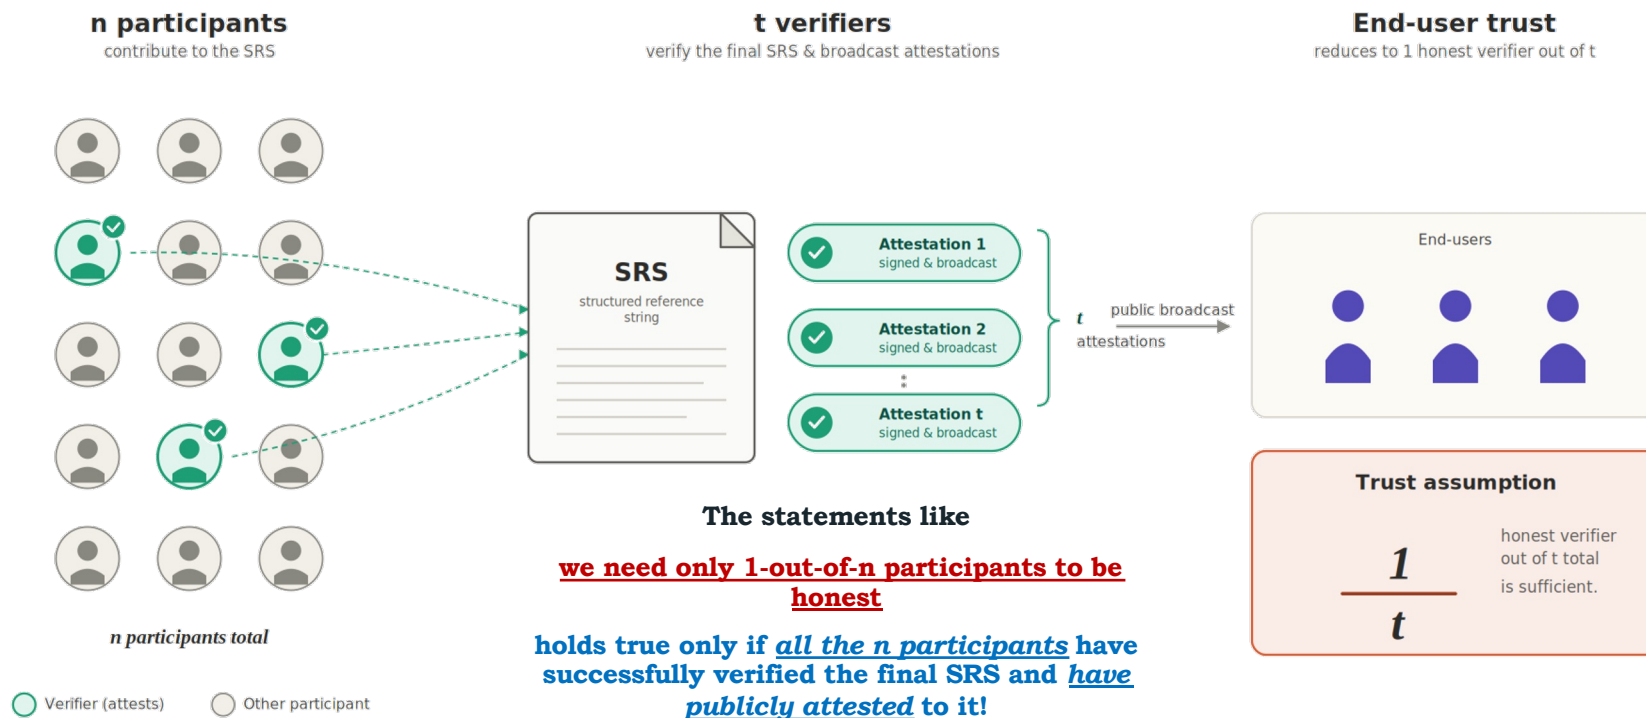 n participants
contribute to the SRS
t verifiers
verify the final SRS & broadcast attestations
End-user trust
reduces to 1 honest verifier out of t
SRS
structured reference
string
Attestation 1
signed & broadcast
Attestation 2
signed & broadcast
Attestation t
signed & broadcast
t
public broadcast
attestations
End-users
Trust assumption
1
t
honest verifier
out of t total
is sufficient.
The statements like
we need only 1-out-of-n participants to be
honest
holds true only if all the n participants have
successfully verified the final SRS and have
publicly attested to it!
n participants total
Verifier (attests)
Other participant